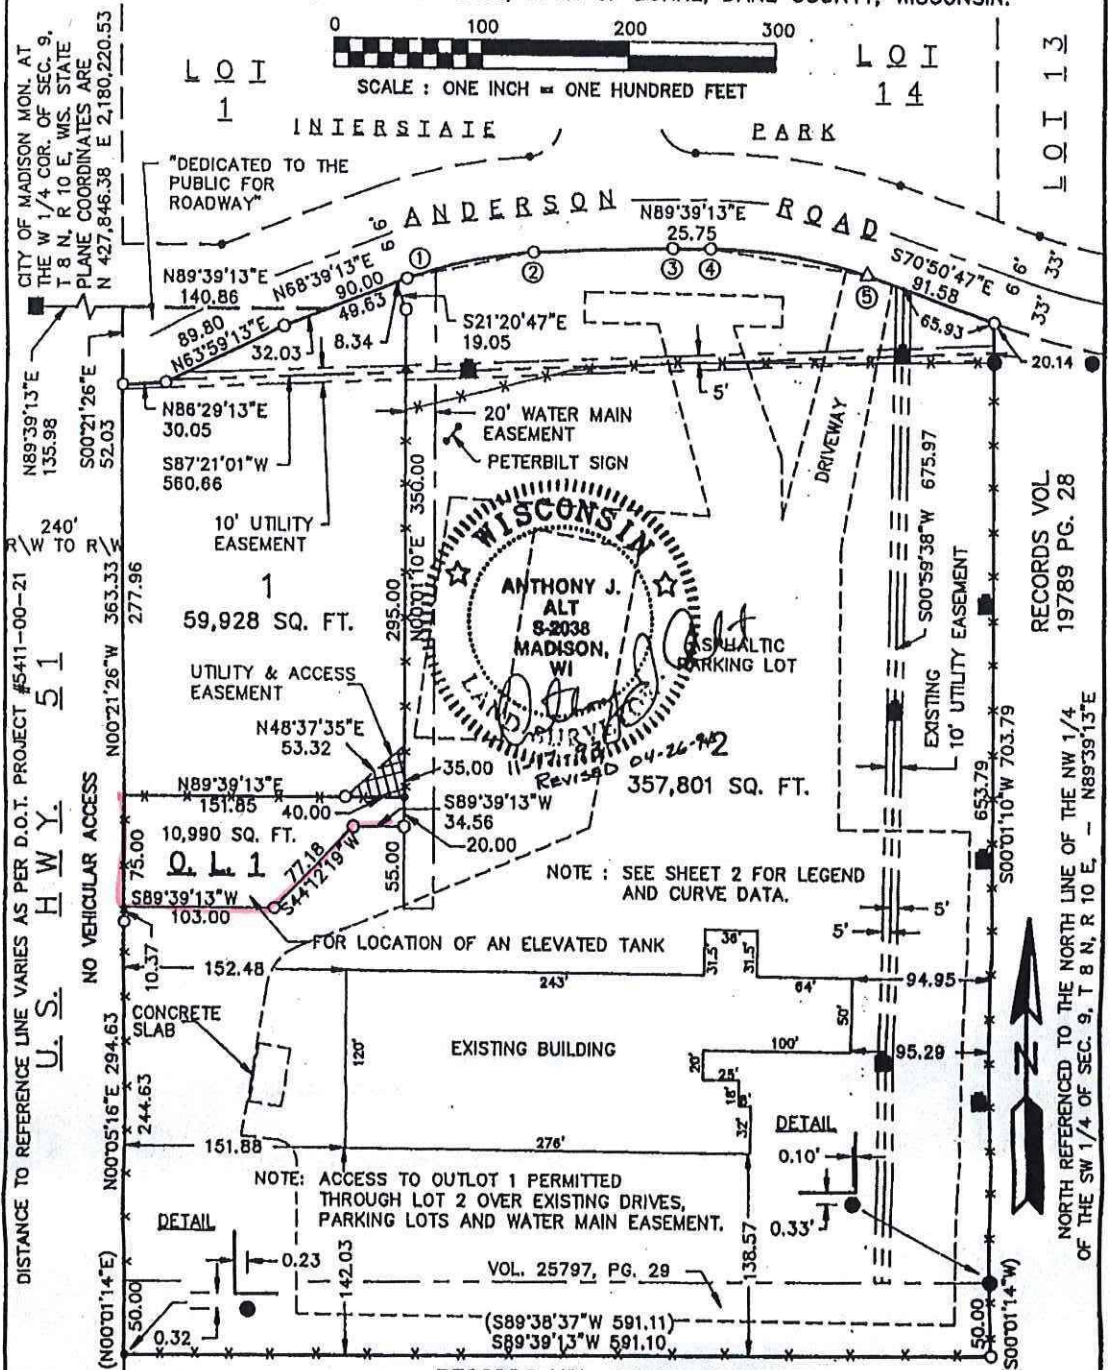 0 100 200 300
SCALE : ONE INCH = ONE HUNDRED FEET
LOT
1
LOT
14
LOT 13
INTERSTATE PARK
CITY OF MADISON MON. AT
THE W 1/4 COR. OF SEC. 9,
T 8 N, R 10 E, WIS. STATE
PLANE COORDINATES ARE
N 427,846.38 E 2,180,220.53
"DEDICATED TO THE
PUBLIC FOR
ROADWAY"
ANDERSON ROAD
66'
N89°39'13"E
25.75
① ② ③ ④ ⑤
S70°50'47"E
91.58
66'
33'
33'
N89°39'13"E
140.86
N68°39'13"E
90.00
49.63
89.80
N63°59'13"E
32.03
8.34
S21°20'47"E
19.05
65.93
20.14
5'
N89°39'13"E
135.98
S00°21'26"E
52.03
N86°29'13"E
30.05
S87°21'01"W
560.66
20' WATER MAIN
EASEMENT
PETERBILT SIGN
DRIVEWAY
10' UTILITY
EASEMENT
240'
R\W TO R\W
N00°21'26"W 363.33
277.96
1
59,928 SQ. FT.
295.00
N00°01'10"E 350.00
WISCONSIN
ANTHONY J.
ALT
S-2038
MADISON,
WI
LAND SURVEYOR
11-17-93
REVISED 04-26-94
ASPHALTIC
PARKING LOT
S00°59'38"W 675.97
EXISTING
10' UTILITY EASEMENT
RECORDS VOL.
19789 PG. 28
UTILITY & ACCESS
EASEMENT
N48°37'35"E
53.32
2
357,801 SQ. FT.
35.00
N89°39'13"E
151.85
40.00
S89°39'13"W
34.56
20.00
10,990 SQ. FT.
O.L. 1
75.00
77.18
S44°12'19"W
55.00
S89°39'13"W
103.00
NOTE : SEE SHEET 2 FOR LEGEND
AND CURVE DATA.
653.79
S00°01'10"W 703.79
5'
5'
FOR LOCATION OF AN ELEVATED TANK
10.37
152.48
243'
31.5'
36'
31.5'
64'
94.95
CONCRETE
SLAB
120'
EXISTING BUILDING
50'
100'
95.29
20'
25'
18'
8'
32'
151.88
276'
DETAIL
0.10'
0.33'
NOTE: ACCESS TO OUTLOT 1 PERMITTED
THROUGH LOT 2 OVER EXISTING DRIVES,
PARKING LOTS AND WATER MAIN EASEMENT.
DETAIL
0.23
0.32
142.03
138.57
VOL. 25797, PG. 29
(S89°38'37"W 591.11)
S89°39'13"W 591.10
N00°05'16"E 294.63
244.63
(N00°01'14"E)
50.00
50.00
S00°01'14"W)
NO VEHICULAR ACCESS
U.S. HWY. 51
DISTANCE TO REFERENCE LINE VARIES AS PER D.O.T. PROJECT #5411-00-21
N
NORTH REFERENCED TO THE NORTH LINE OF THE NW 1/4
OF THE SW 1/4 OF SEC. 9, T 8 N, R 10 E, - N89°39'13"E